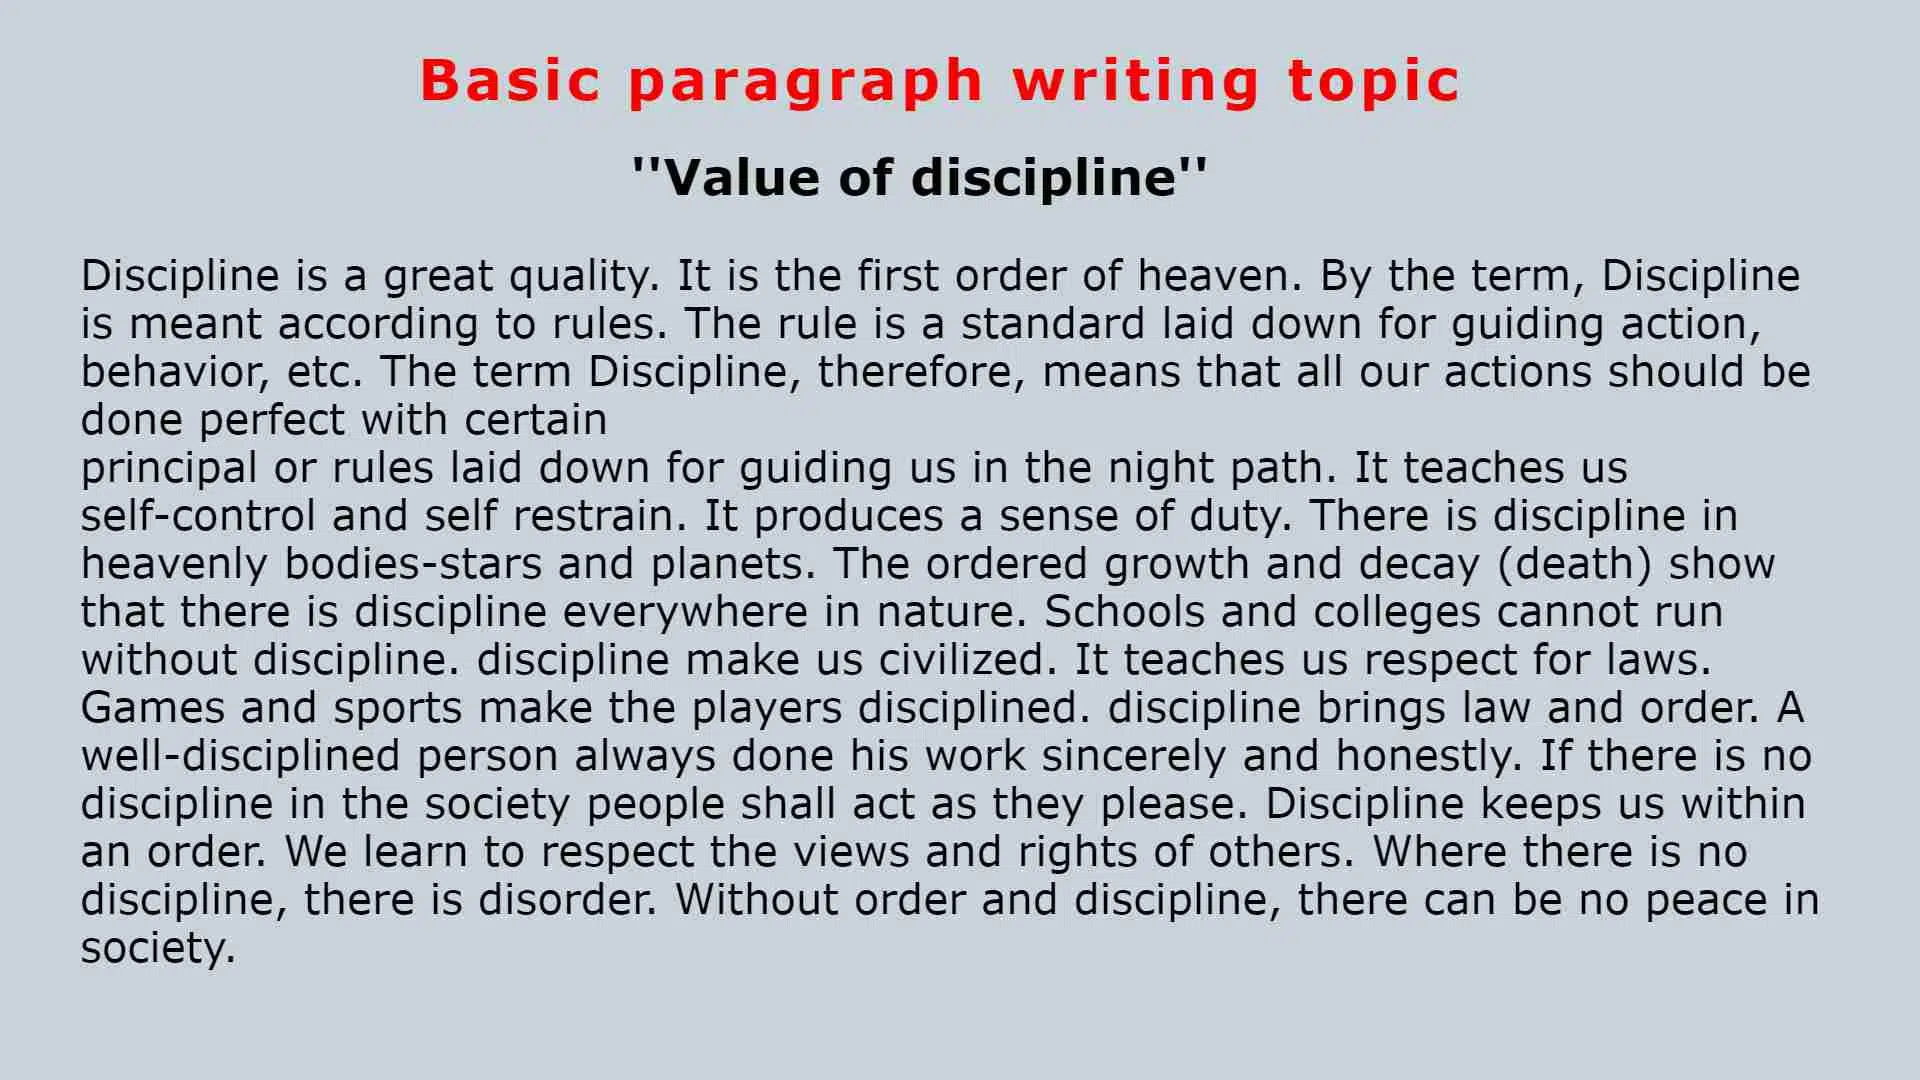 Basic paragraph writing topic
''Value of discipline''
Discipline is a great quality. It is the first order of heaven. By the term, Discipline
is meant according to rules. The rule is a standard laid down for guiding action,
behavior, etc. The term Discipline, therefore, means that all our actions should be
done perfect with certain
principal or rules laid down for guiding us in the night path. It teaches us
self-control and self restrain. It produces a sense of duty. There is discipline in
heavenly bodies-stars and planets. The ordered growth and decay (death) show
that there is discipline everywhere in nature. Schools and colleges cannot run
without discipline. discipline make us civilized. It teaches us respect for laws.
Games and sports make the players disciplined. discipline brings law and order. A
well-disciplined person always done his work sincerely and honestly. If there is no
discipline in the society people shall act as they please. Discipline keeps us within
an order. We learn to respect the views and rights of others. Where there is no
discipline, there is disorder. Without order and discipline, there can be no peace in
society.